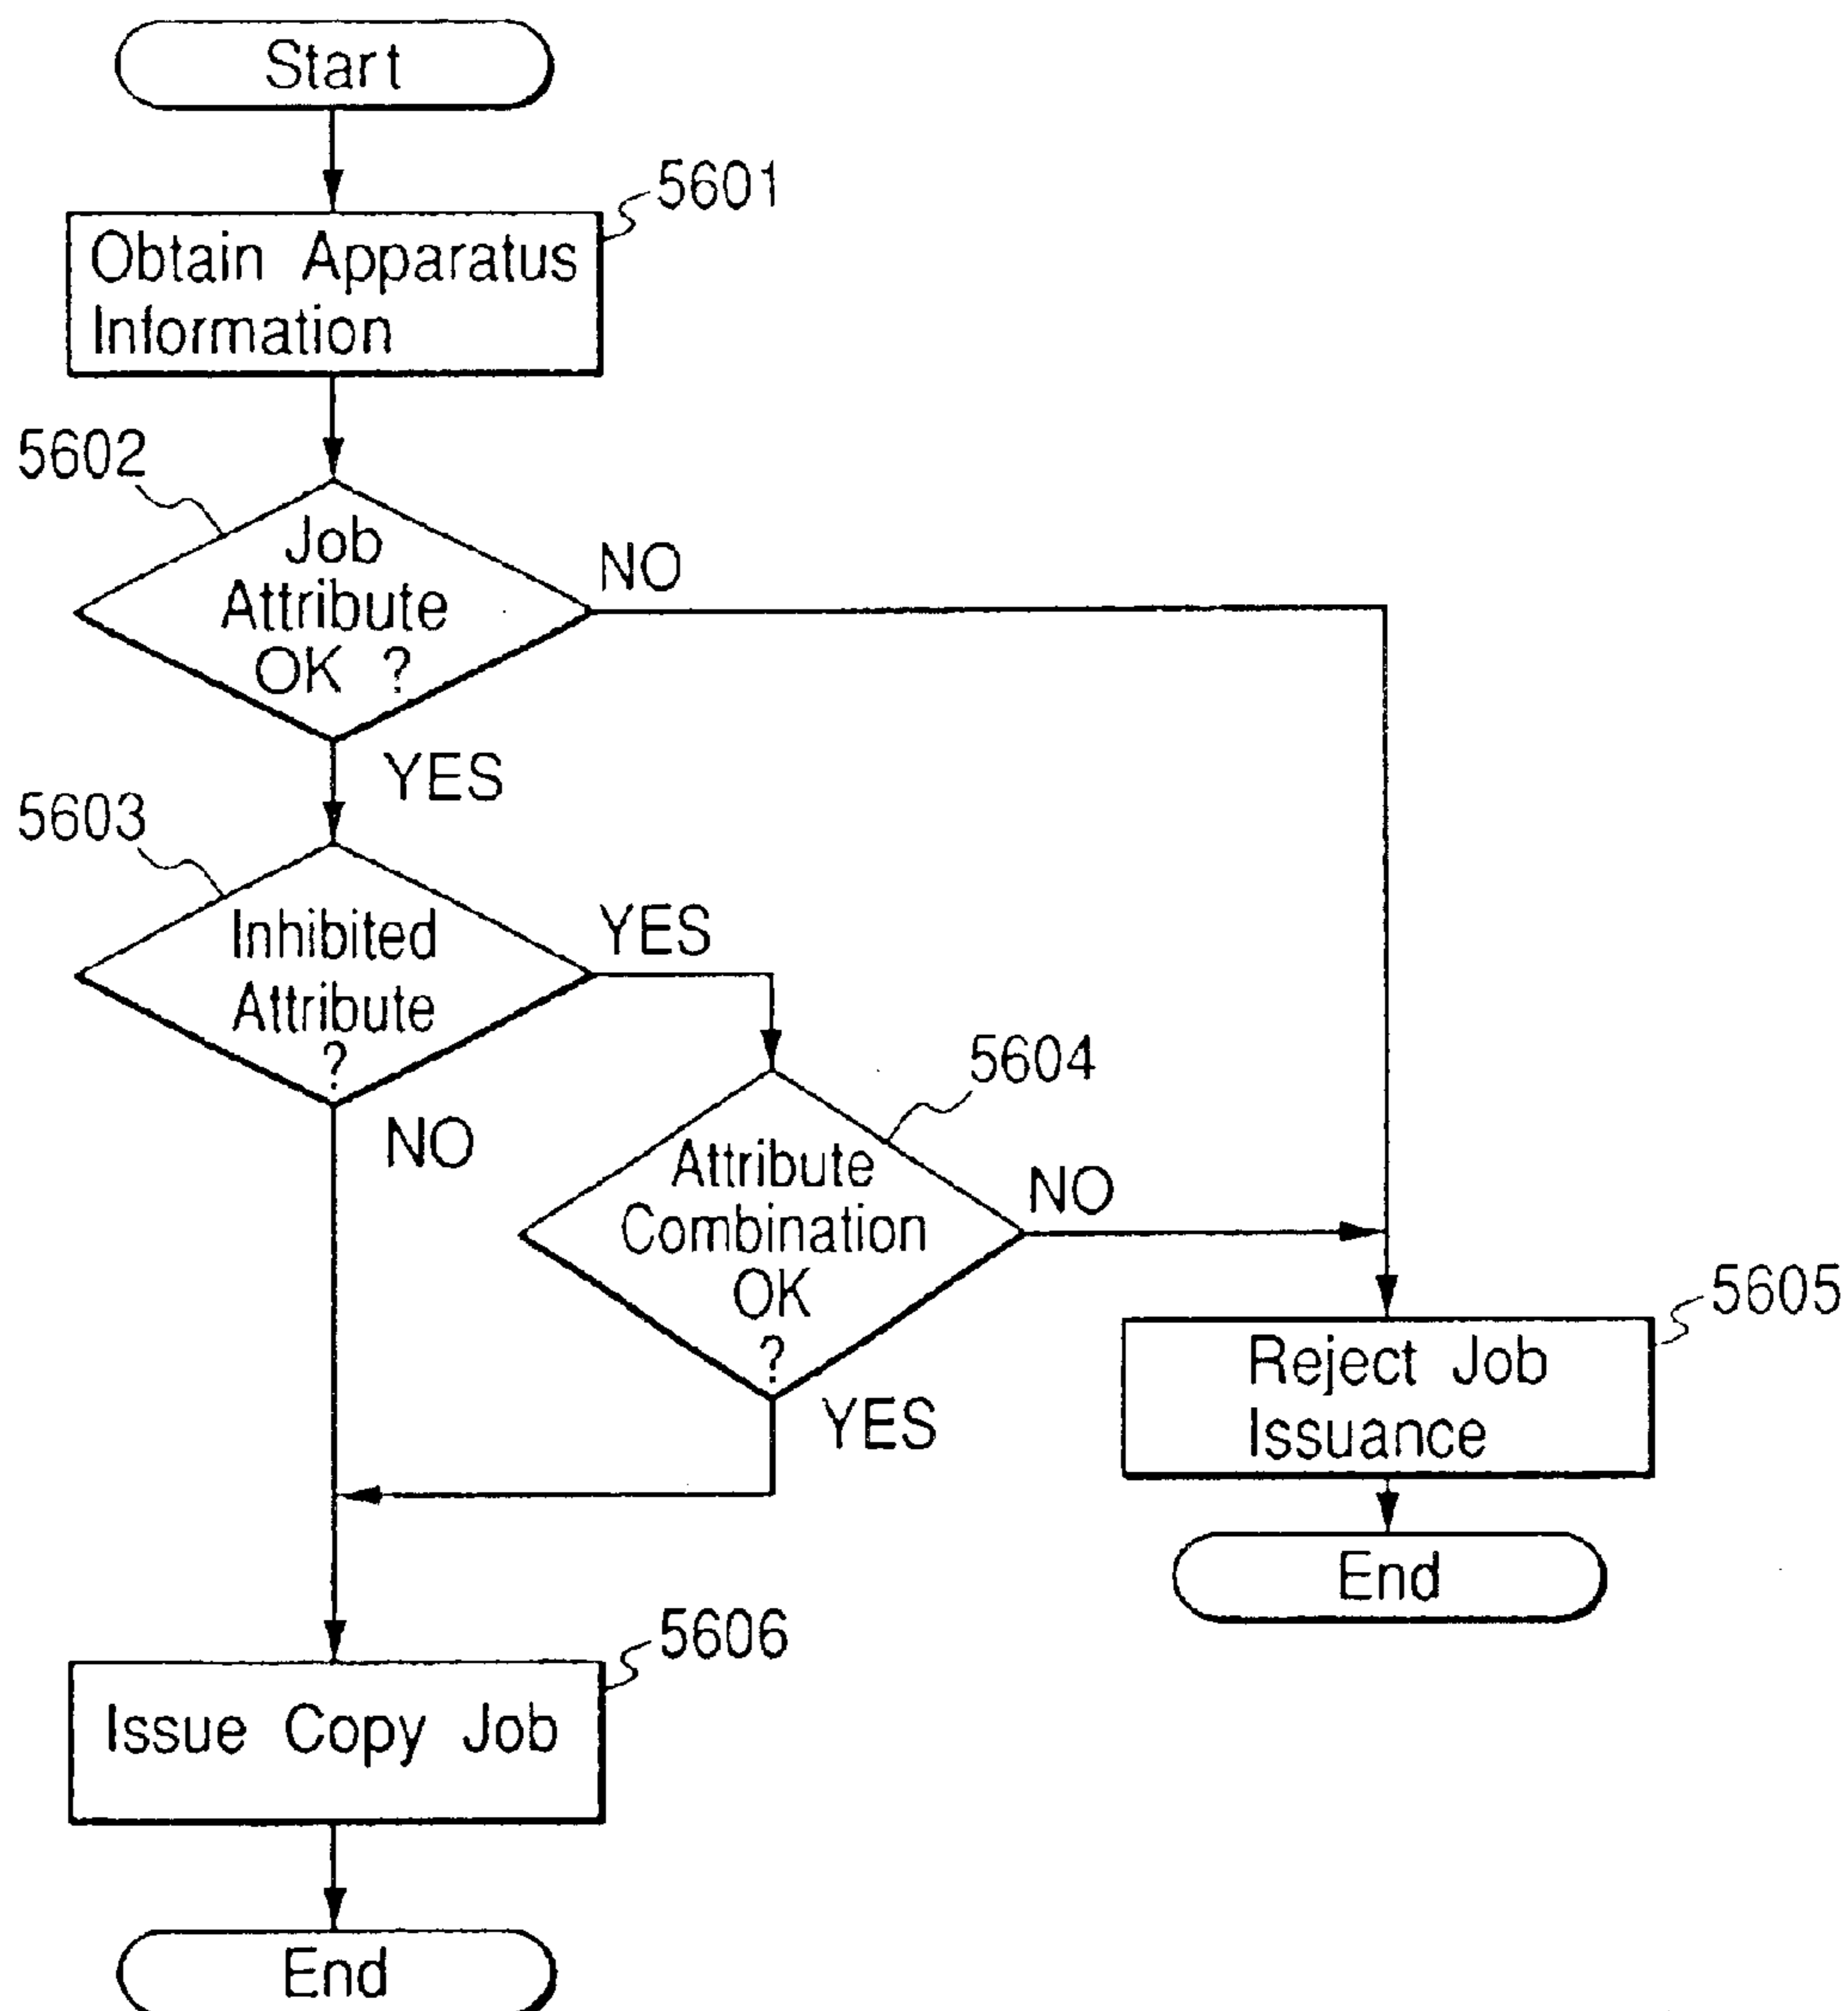 Start
5601
Obtain Apparatus
Information
5602
Job
Attribute
OK ?
NO
YES
5603
Inhibited
Attribute
?
YES
NO
5604
Attribute
Combination
OK
?
NO
YES
5605
Reject Job
Issuance
End
5606
Issue Copy Job
End